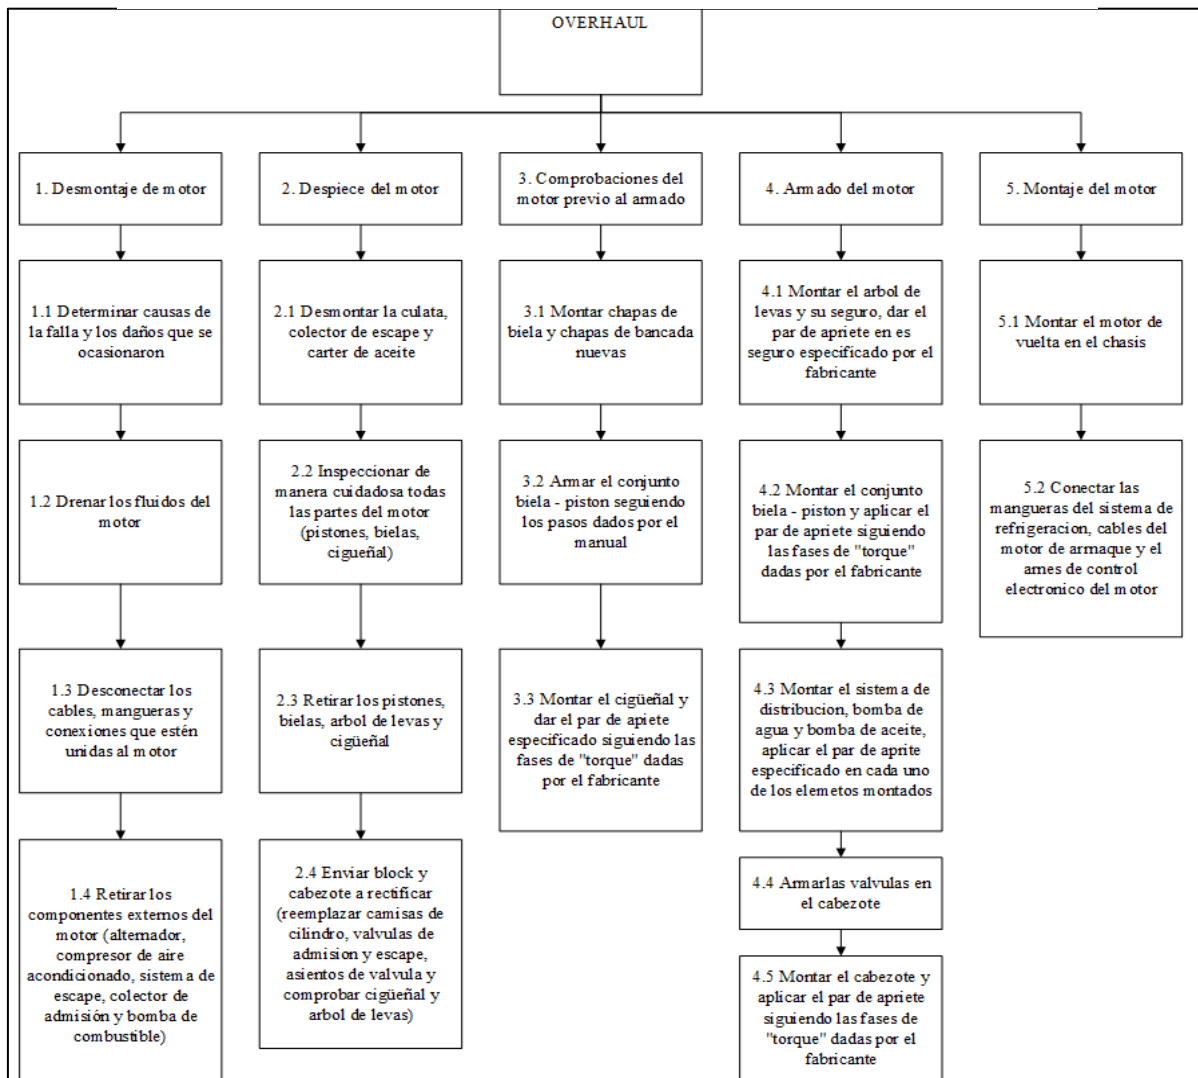 OVERHAUL
1. Desmontaje de motor
2. Despiece del motor
3. Comprobaciones del
motor previo al armado
4. Armado del motor
5. Montaje del motor
1.1 Determinar causas de
la falla y los daños que se
ocasionaron
2.1 Desmontar la culata,
colector de escape y
carter de aceite
3.1 Montar chapas de
biela y chapas de bancada
nuevas
4.1 Montar el arbol de
levas y su seguro, dar el
par de apriete en es
seguro especificado por el
fabricante
5.1 Montar el motor de
vuelta en el chasis
1.2 Drenar los fluidos del
motor
2.2 Inspeccionar de
manera cuidadosa todas
las partes del motor
(pistones, bielas,
cigueñal)
3.2 Armar el conjunto
biela - piston seguiendo
los pasos dados por el
manual
4.2 Montar el conjunto
biela - piston y aplicar el
par de apriete siguiendo
las fases de "torque"
dadas por el fabricante
5.2 Conectar las
mangueras del sistema de
refrigeracion, cables del
motor de armaque y el
arnes de control
electronico del motor
1.3 Desconectar los
cables, mangueras y
conexiones que estén
unidas al motor
2.3 Retirar los pistones,
bielas, arbol de levas y
cigüeñal
3.3 Montar el cigüeñal y
dar el par de apiete
especificado siguiendo las
fases de "torque" dadas
por el fabricante
4.3 Montar el sistema de
distribucion, bomba de
agua y bomba de aceite,
aplicar el par de aprite
especificado en cada uno
de los elemetos montados
1.4 Retirar los
componentes externos del
motor (alternador,
compresor de aire
acondicionado, sistema de
escape, colector de
admisión y bomba de
combustible)
2.4 Enviar block y
cabezote a rectificar
(reemplazar camisas de
cilindro, valvulas de
admision y escape,
asientos de valvula y
comprobar cigüeñal y
arbol de levas)
4.4 Armarlas valvulas en
el cabezote
4.5 Montar el cabezote y
aplicar el par de apriete
siguiendo las fases de
"torque" dadas por el
fabricante